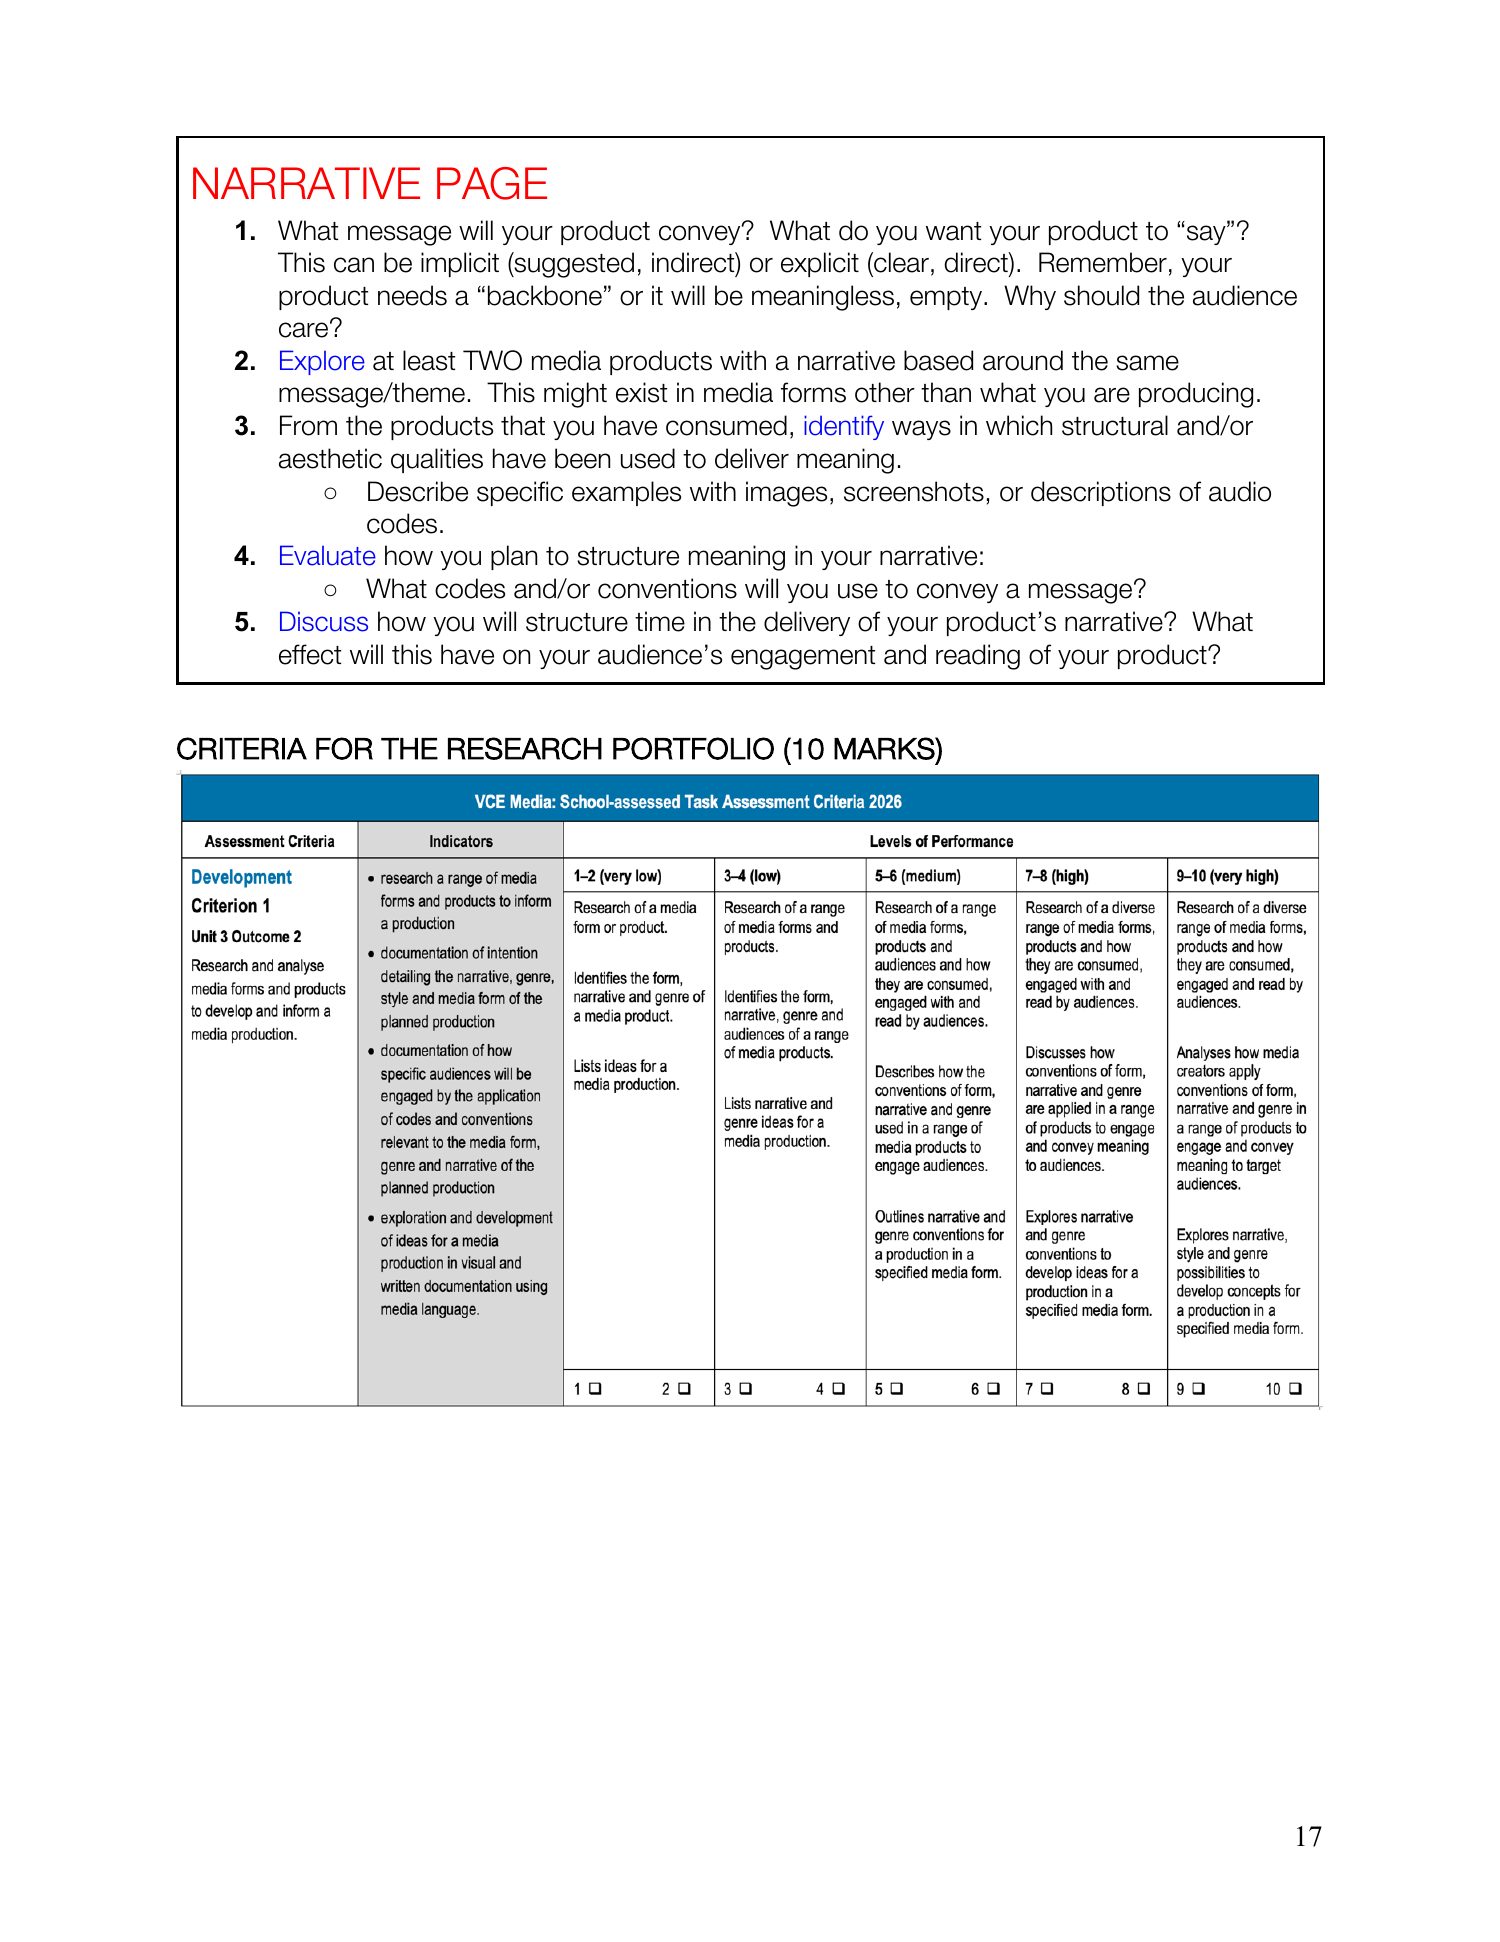 NARRATIVE PAGE
1. What message will your product convey?  What do you want your product to “say”?
This can be implicit (suggested, indirect) or explicit (clear, direct).  Remember, your
product needs a “backbone” or it will be meaningless, empty.  Why should the audience
care?
2. Explore at least TWO media products with a narrative based around the same
message/theme.  This might exist in media forms other than what you are producing.
3. From the products that you have consumed, identify ways in which structural and/or
aesthetic qualities have been used to deliver meaning.
○ Describe specific examples with images, screenshots, or descriptions of audio
codes.
4. Evaluate how you plan to structure meaning in your narrative:
○ What codes and/or conventions will you use to convey a message?
5. Discuss how you will structure time in the delivery of your product’s narrative?  What
effect will this have on your audience’s engagement and reading of your product?
CRITERIA FOR THE RESEARCH PORTFOLIO (10 MARKS)
VCE Media: School-assessed Task Assessment Criteria 2026
Assessment Criteria
Indicators
Levels of Performance
Development
Criterion 1
Unit 3 Outcome 2
Research and analyse
media forms and products
to develop and inform a
media production.
• research a range of media
forms and products to inform
a production
• documentation of intention
detailing the narrative, genre,
style and media form of the
planned production
• documentation of how
specific audiences will be
engaged by the application
of codes and conventions
relevant to the media form,
genre and narrative of the
planned production
• exploration and development
of ideas for a media
production in visual and
written documentation using
media language.
1–2 (very low)
Research of a media
form or product.
Identifies the form,
narrative and genre of
a media product.
Lists ideas for a
media production.
1 ❑ 2 ❑
3–4 (low)
Research of a range
of media forms and
products.
Identifies the form,
narrative, genre and
audiences of a range
of media products.
Lists narrative and
genre ideas for a
media production.
3 ❑ 4 ❑
5–6 (medium)
Research of a range
of media forms,
products and
audiences and how
they are consumed,
engaged with and
read by audiences.
Describes how the
conventions of form,
narrative and genre
used in a range of
media products to
engage audiences.
Outlines narrative and
genre conventions for
a production in a
specified media form.
5 ❑ 6 ❑
7–8 (high)
Research of a diverse
range of media forms,
products and how
they are consumed,
engaged with and
read by audiences.
Discusses how
conventions of form,
narrative and genre
are applied in a range
of products to engage
and convey meaning
to audiences.
Explores narrative
and genre
conventions to
develop ideas for a
production in a
specified media form.
7 ❑ 8 ❑
9–10 (very high)
Research of a diverse
range of media forms,
products and how
they are consumed,
engaged and read by
audiences.
Analyses how media
creators apply
conventions of form,
narrative and genre in
a range of products to
engage and convey
meaning to target
audiences.
Explores narrative,
style and genre
possibilities to
develop concepts for
a production in a
specified media form.
9 ❑ 10 ❑
17